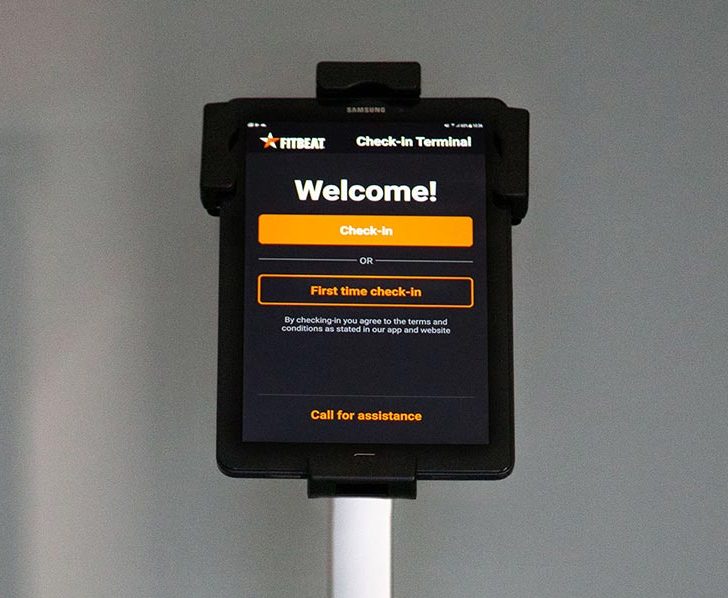 SAMSUNG
FITBEAT
Check-in Terminal
Welcome!
Check-in
OR
First time check-in
By checking-in you agree to the terms and
conditions as stated in our app and website
Call for assistance